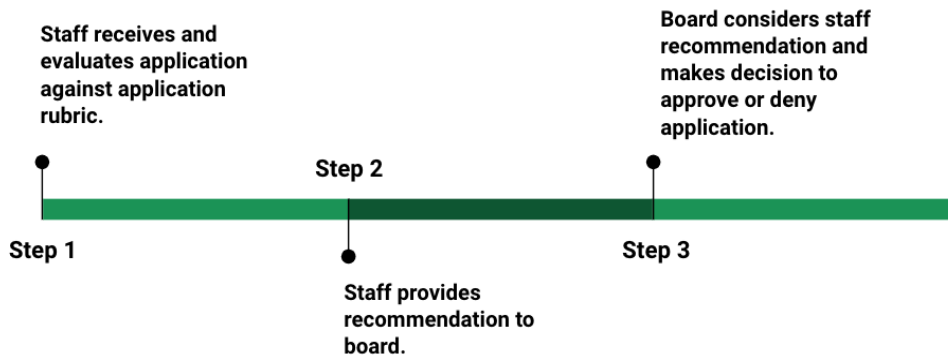 Staff receives and
evaluates application
against application
rubric.
Step 1
Step 2
Staff provides
recommendation to
board.
Board considers staff
recommendation and
makes decision to
approve or deny
application.
Step 3